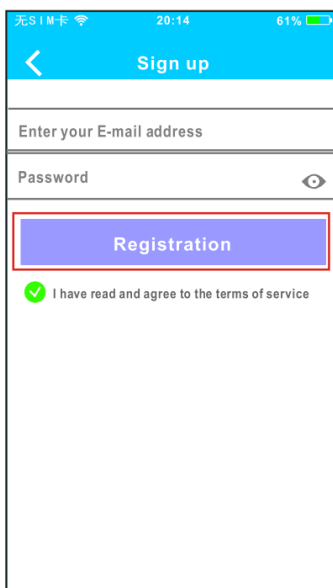 无SIM卡 20:14 61%
Sign up
Enter your E-mail address
Password
Registration
I have read and agree to the terms of service